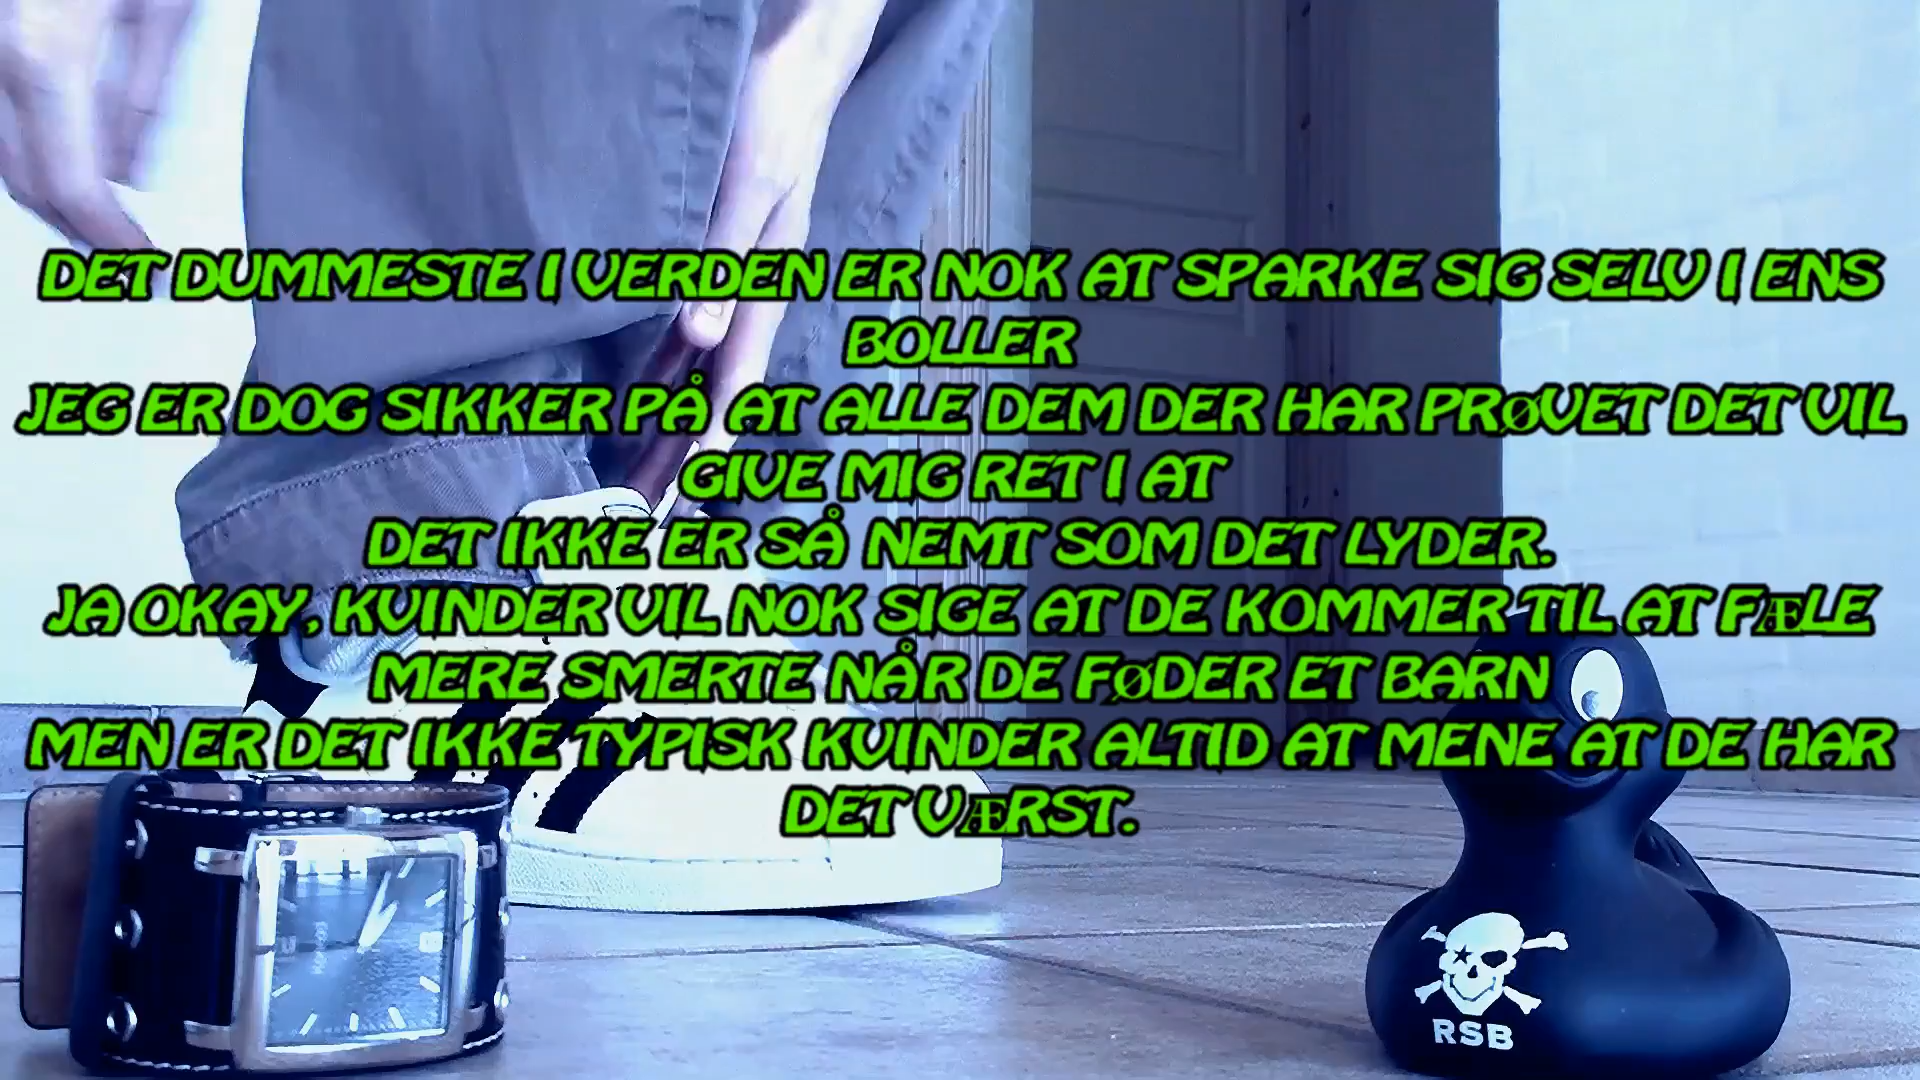 DET DUMMESTE I VERDEN ER NOK AT SPARKE SIG SELV I ENS
BOLLER
JEG ER DOG SIKKER PÅ AT ALLE DEM DER HAR PRØVET DET VIL
GIVE MIG RET I AT
DET IKKE ER SÅ NEMT SOM DET LYDER.
JA OKAY, KVINDER VIL NOK SIGE AT DE KOMMER TIL AT FÆLE
MERE SMERTE NÅR DE FØDER ET BARN
MEN ER DET IKKE TYPISK KVINDER ALTID AT MENE AT DE HAR
DET VÆRST.
RSB